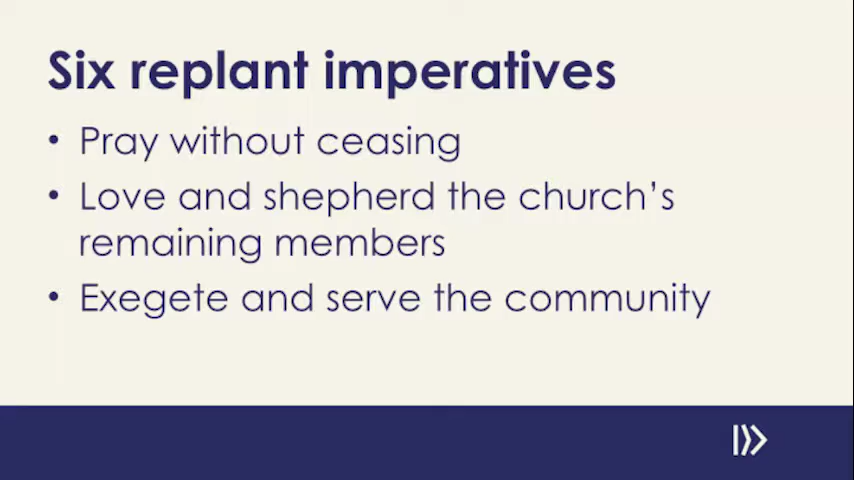 Six replant imperatives
• Pray without ceasing
• Love and shepherd the church's
remaining members
• Exegete and serve the community